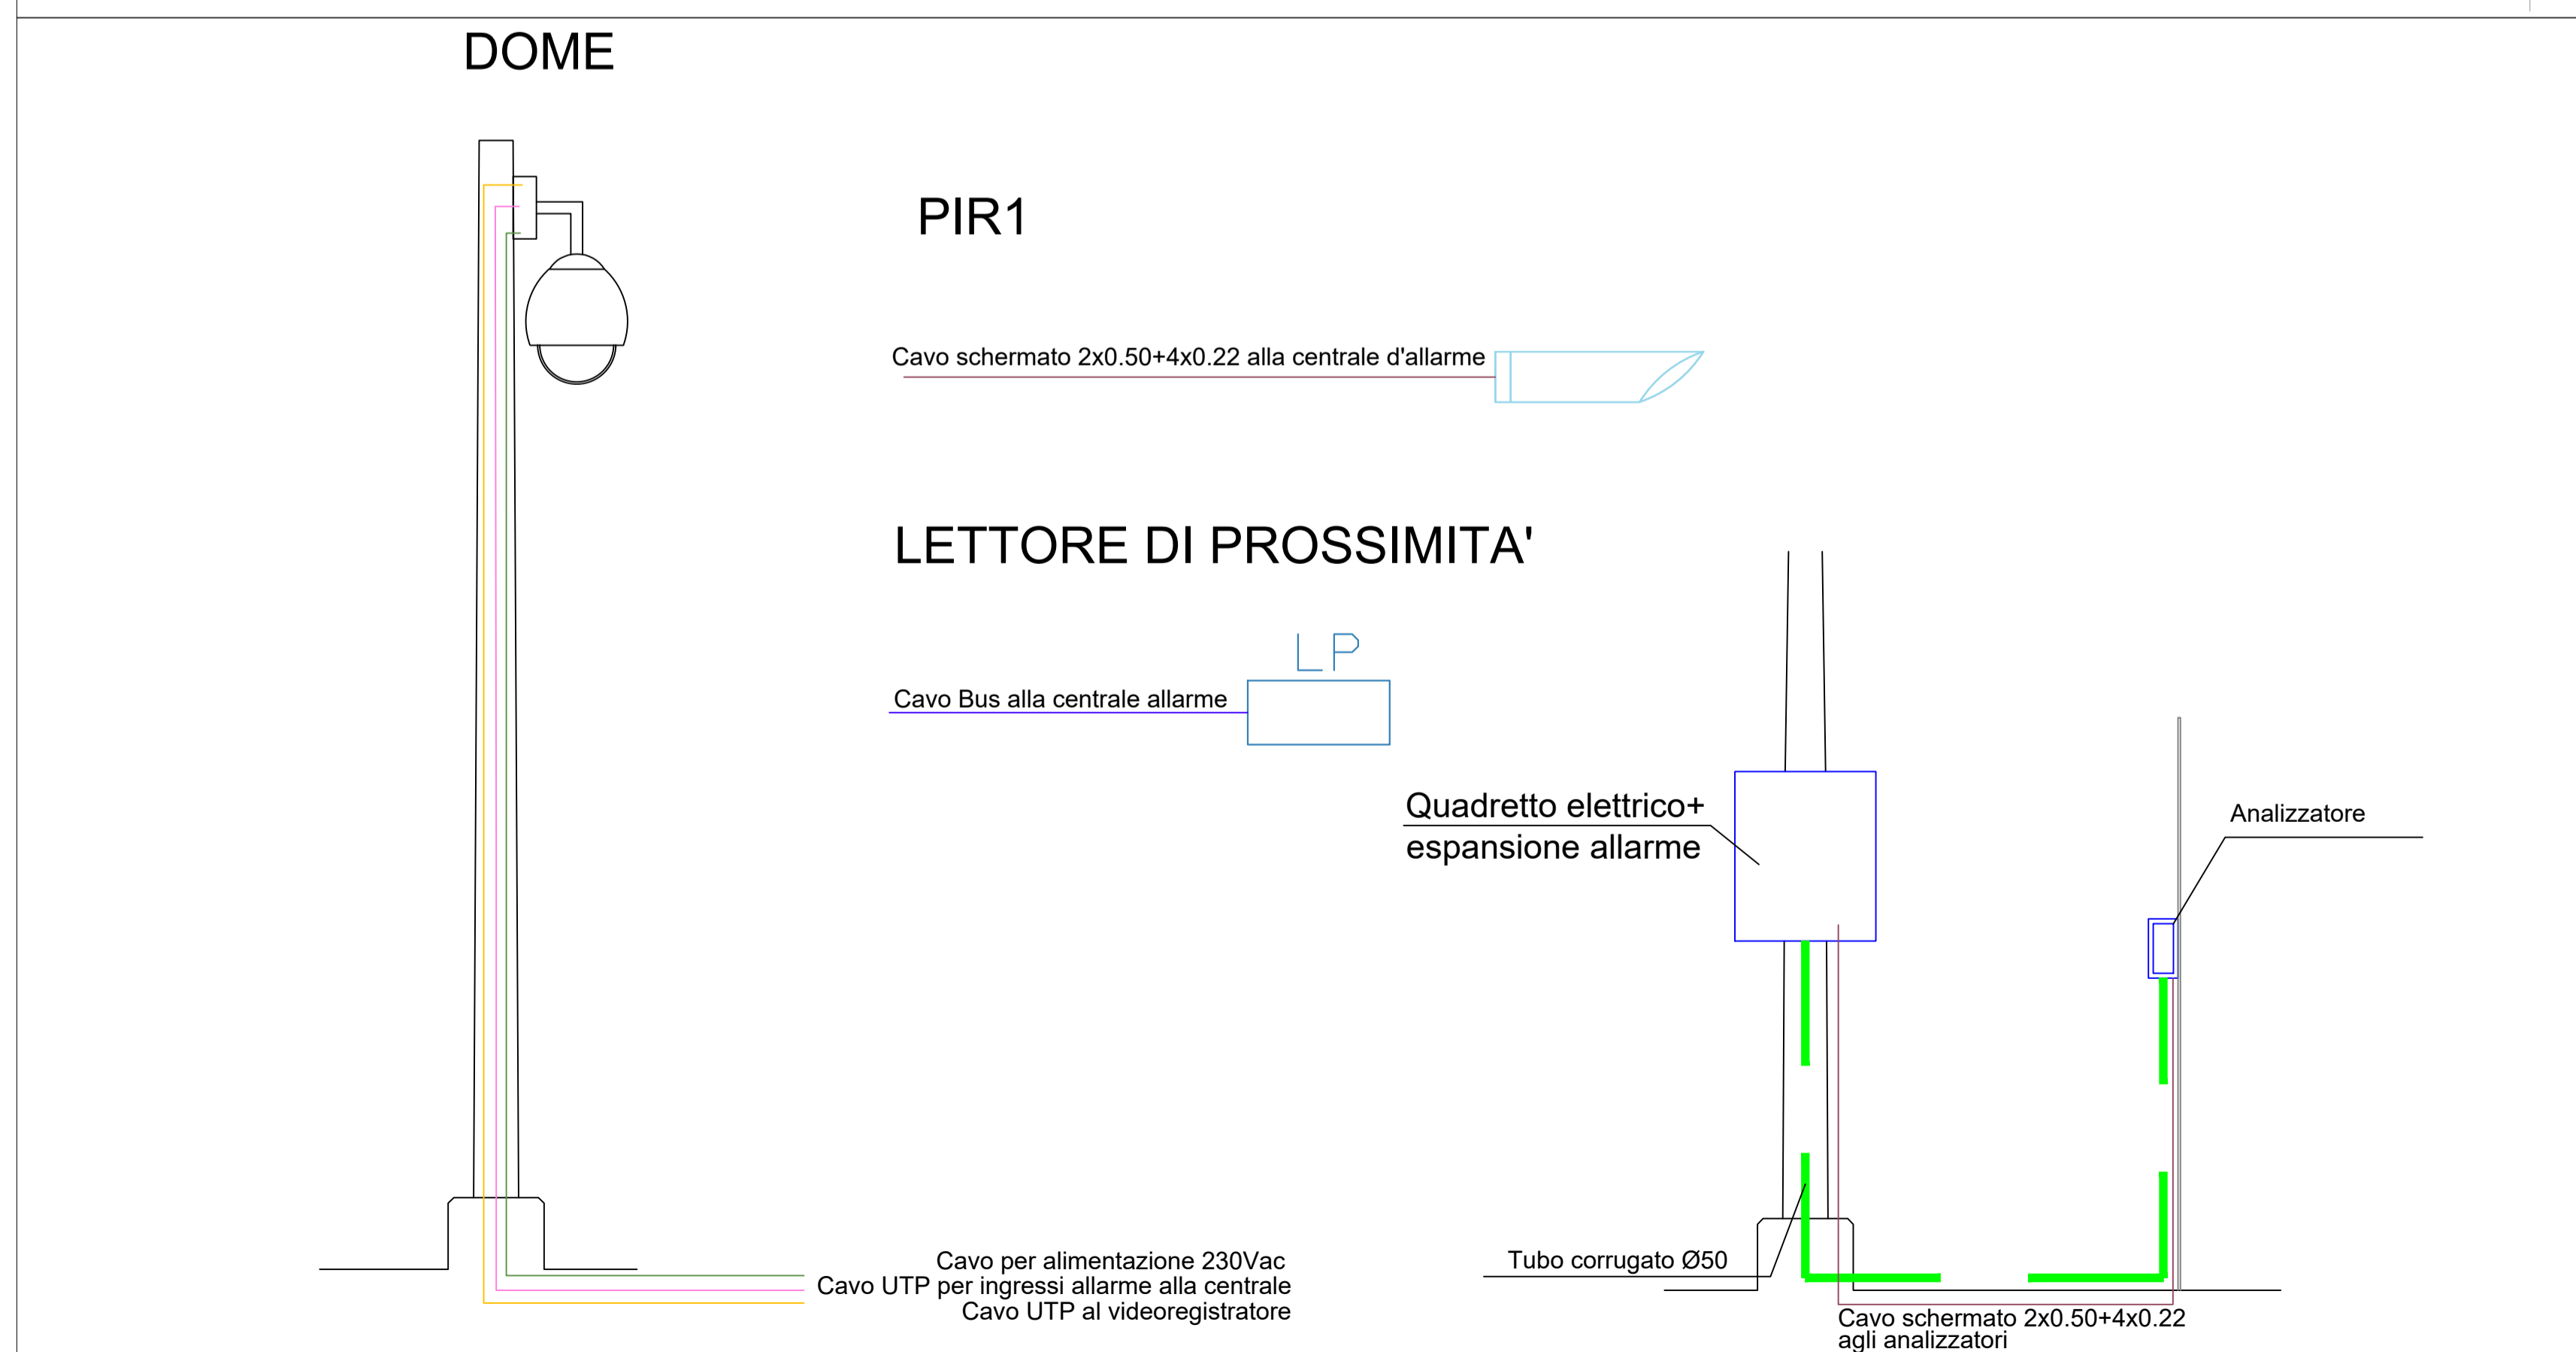 DOME
PIR1
Cavo schermato 2x0.50+4x0.22 alla centrale d'allarme
LETTORE DI PROSSIMITA'
LP
Cavo Bus alla centrale allarme
Quadretto elettrico+
espansione allarme
Analizzatore
Cavo per alimentazione 230Vac
Cavo UTP per ingressi allarme alla centrale
Cavo UTP al videoregistratore
Tubo corrugato Ø50
Cavo schermato 2x0.50+4x0.22
agli analizzatori